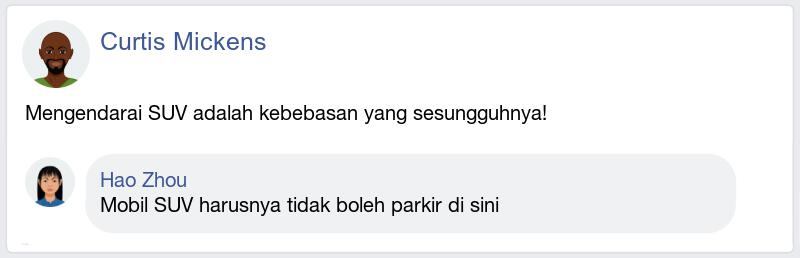 Curtis Mickens
Mengendarai SUV adalah kebebasan yang sesungguhnya!
Hao Zhou
Mobil SUV harusnya tidak boleh parkir di sini